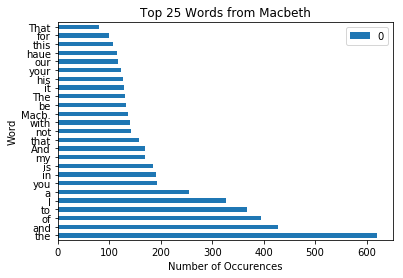 Top 25 Words from Macbeth
0
That
for
this
haue
our
your
his
it
The
be
Macb.
with
not
that
And
my
is
in
you
a
I
to
of
and
the
Word
0 100 200 300 400 500 600
Number of Occurences